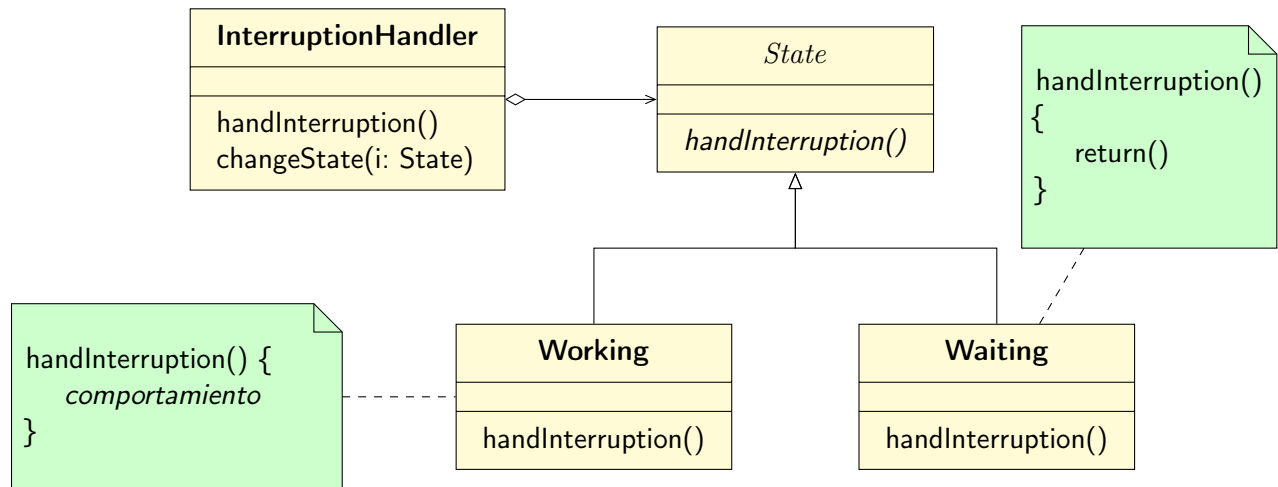 InterruptionHandler
handInterruption()
changeState(i: State)
State
handInterruption()
handInterruption()
{
return()
}
handInterruption() {
comportamiento
}
Working
handInterruption()
Waiting
handInterruption()